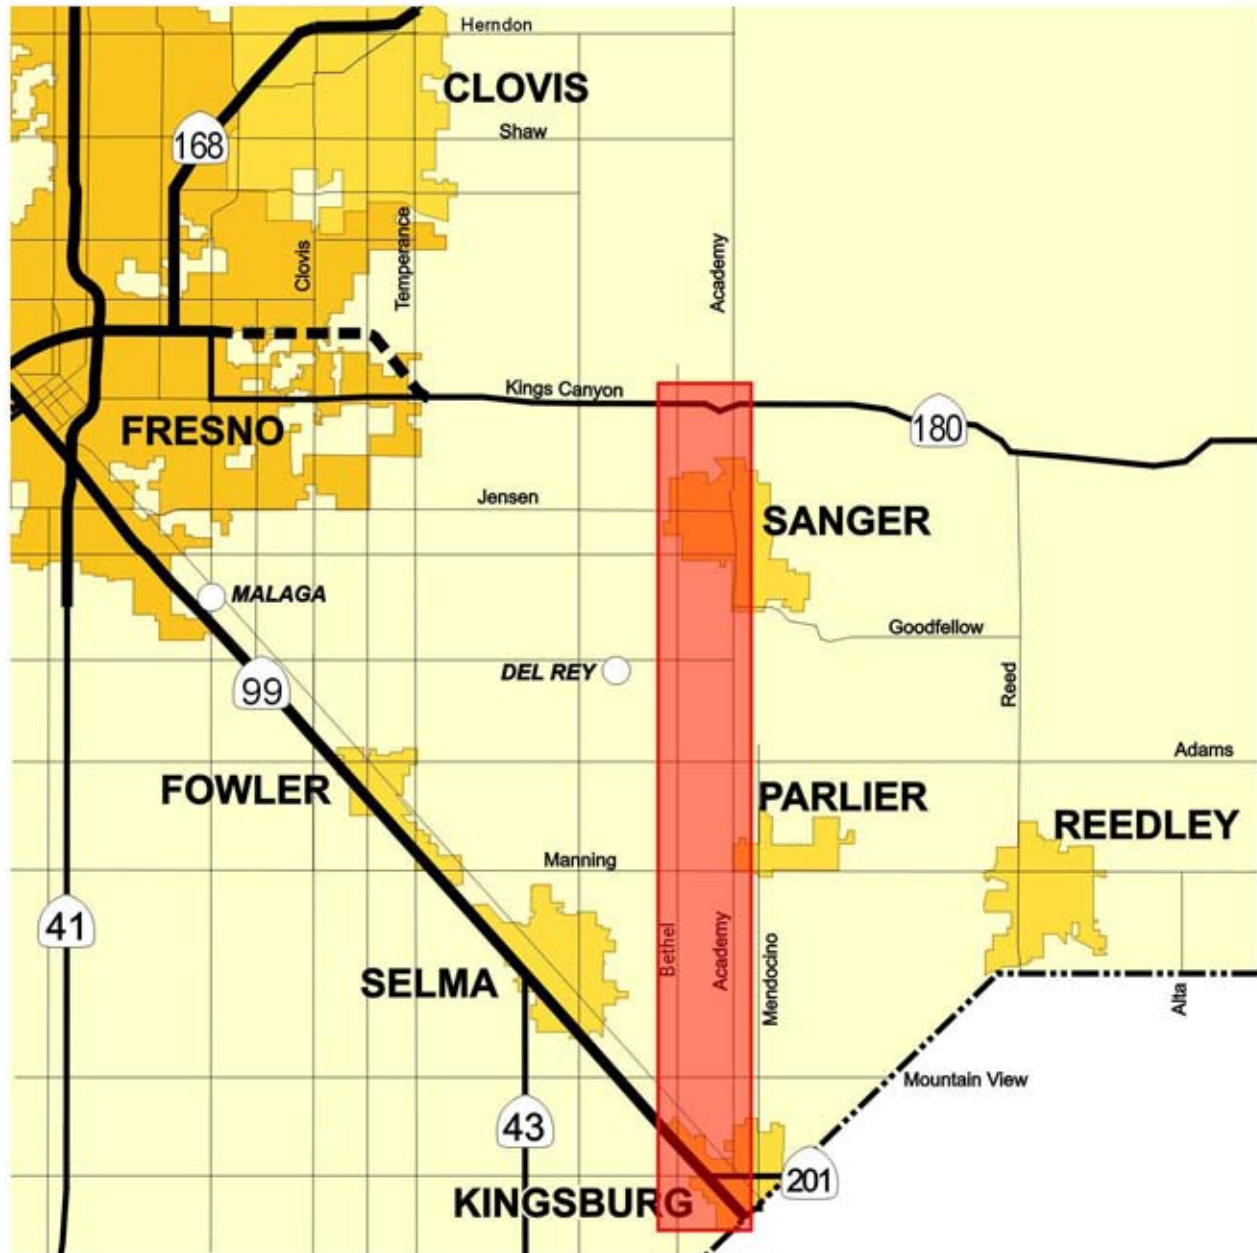 Herndon
CLOVIS
Shaw
168
Clovis
Temperance
Academy
Kings Canyon
180
FRESNO
Jensen
SANGER
MALAGA
Goodfellow
DEL REY
Reed
99
Adams
FOWLER
PARLIER
REEDLEY
Manning
41
Bethel
Academy
Mendocino
SELMA
Alta
Mountain View
43
201
KINGSBURG